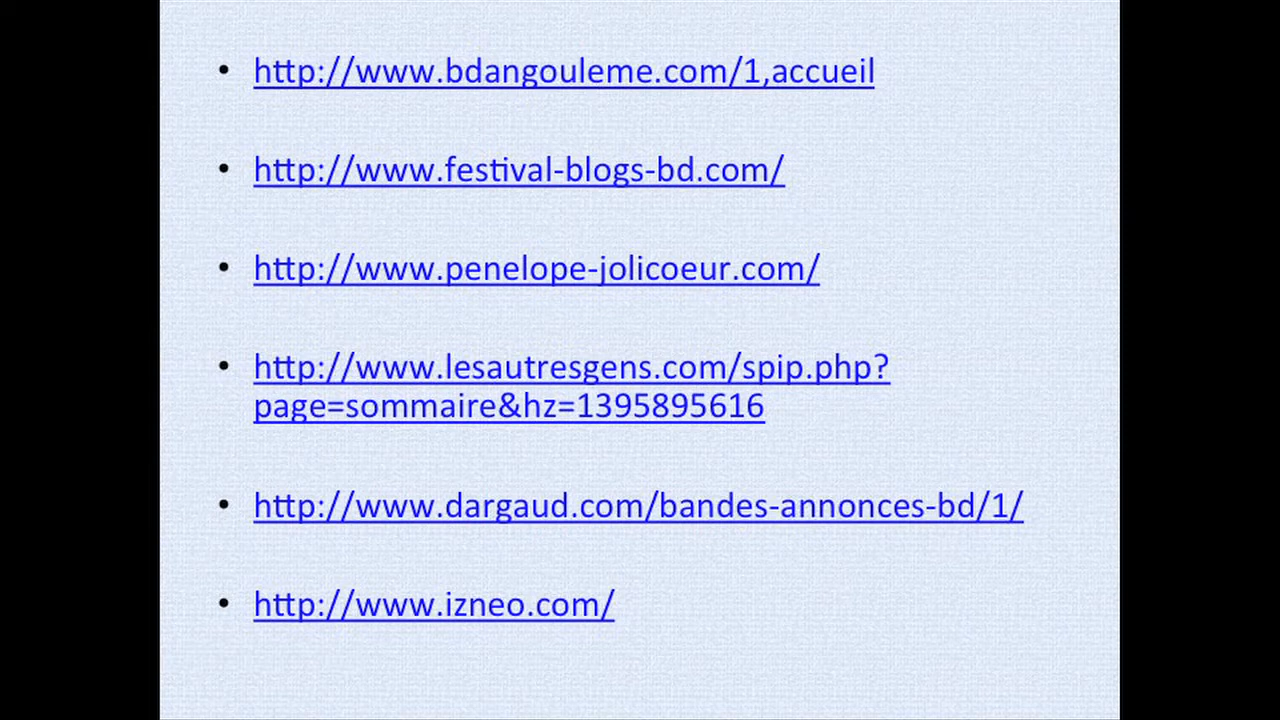 • http://www.bdangouleme.com/1,accueil
• http://www.festival-blogs-bd.com/
• http://www.penelope-jolicoeur.com/
• http://www.lesautresgens.com/spip.php?
page=sommaire&hz=1395895616
• http://www.dargaud.com/bandes-annonces-bd/1/
• http://www.izneo.com/